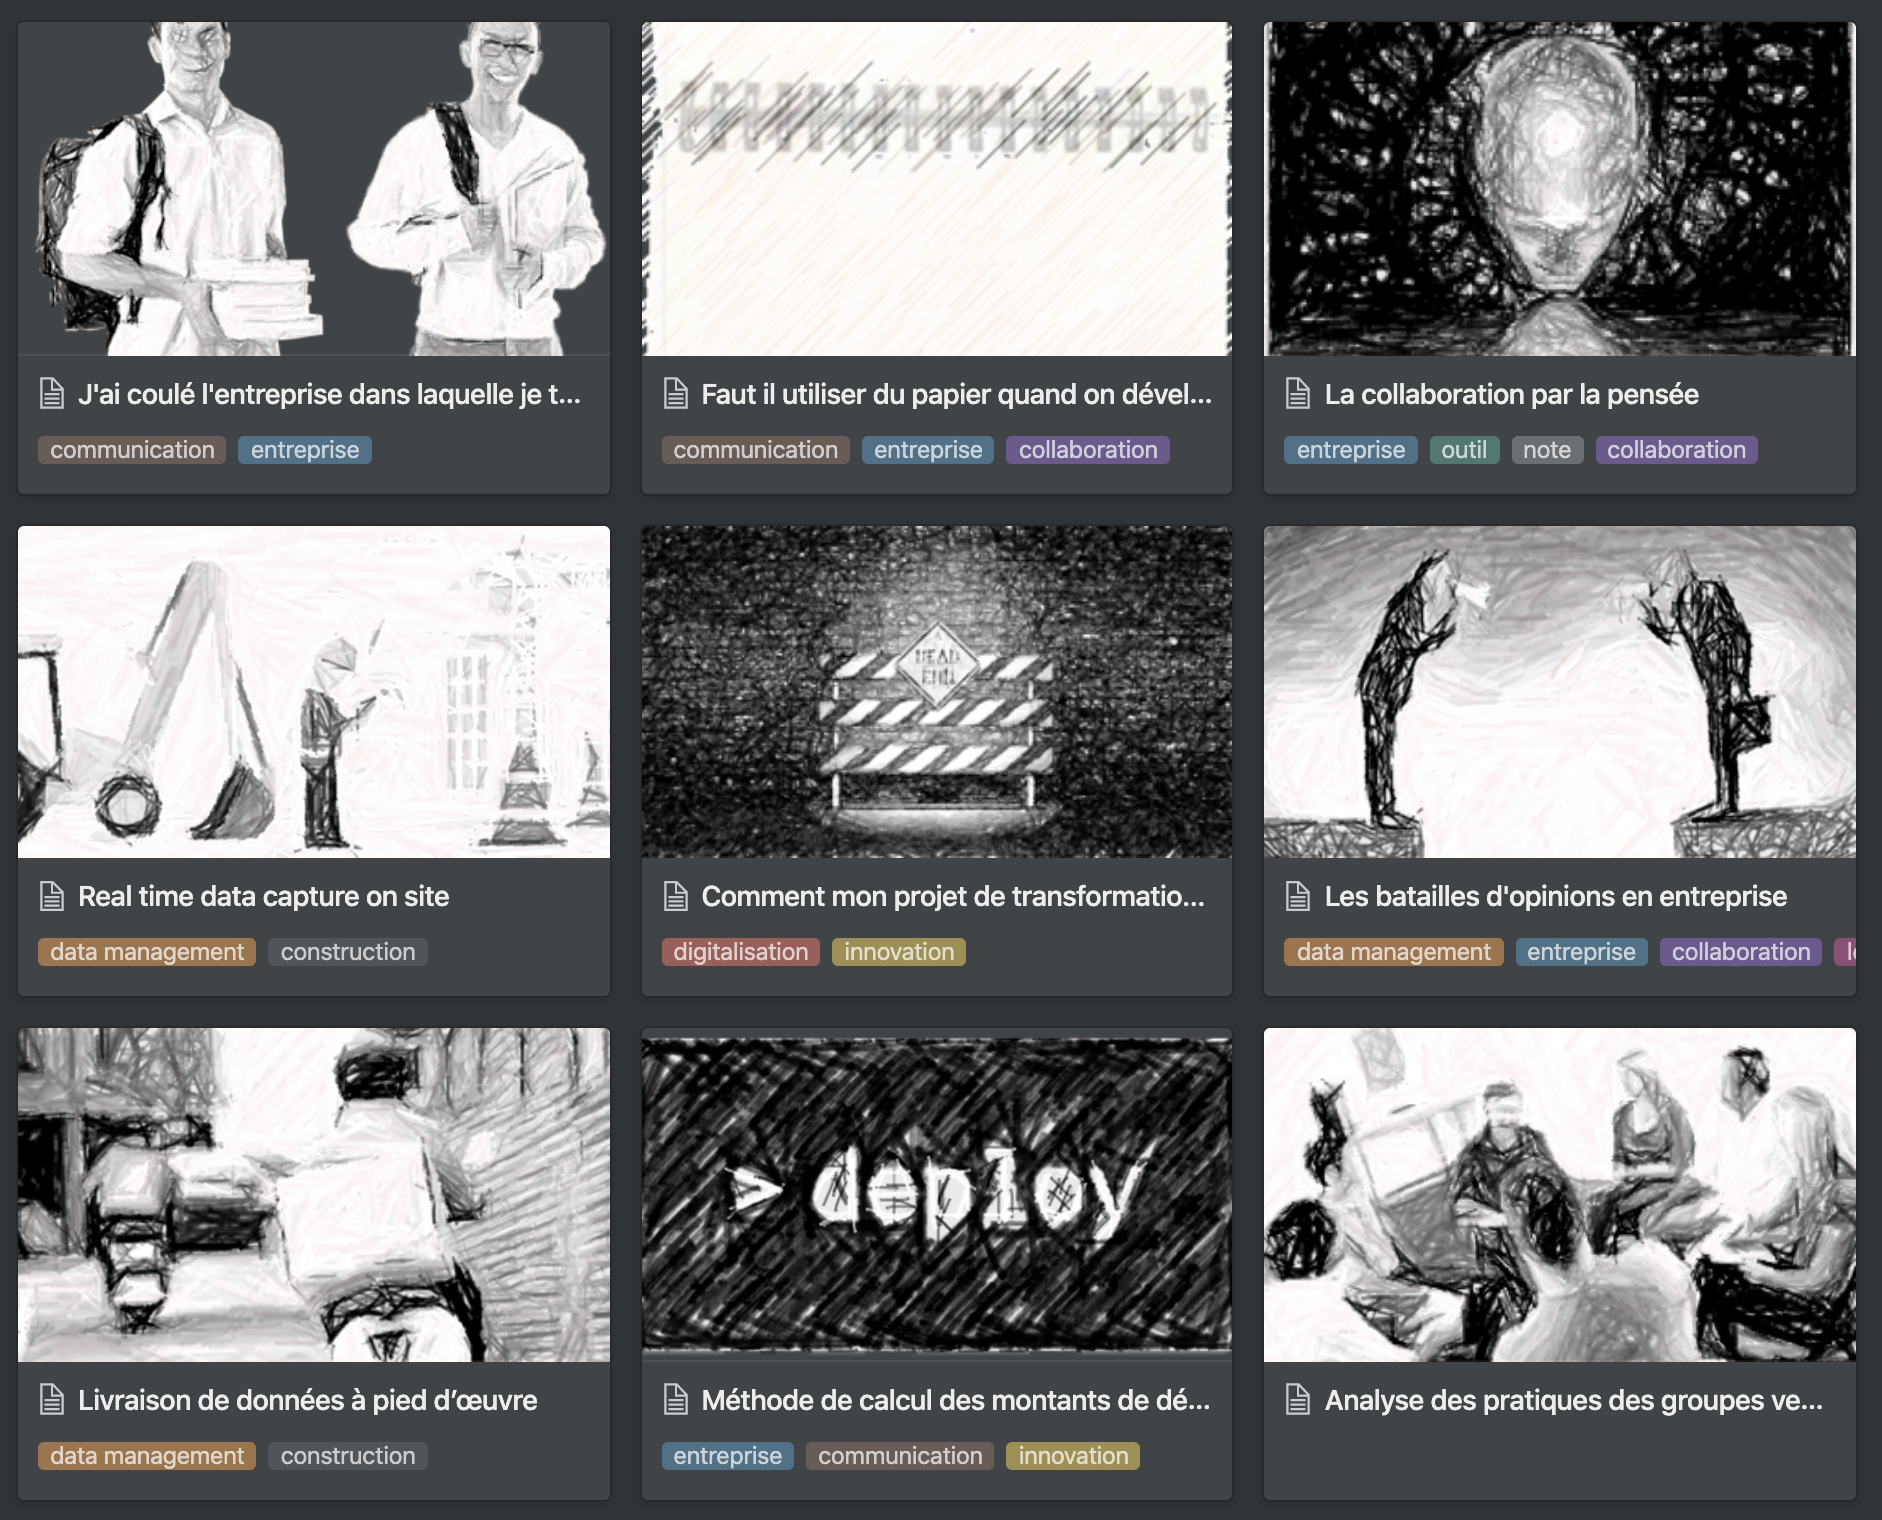 J'ai coulé l'entreprise dans laquelle je t...
communication entreprise
Faut il utiliser du papier quand on dével...
communication entreprise collaboration
La collaboration par la pensée
entreprise outil note collaboration
Real time data capture on site
data management construction
DEAD
END
Comment mon projet de transformatio...
digitalisation innovation
Les batailles d'opinions en entreprise
data management entreprise collaboration
Livraison de données à pied d’œuvre
data management construction
> deploy
Méthode de calcul des montants de dé...
entreprise communication innovation
Analyse des pratiques des groupes ve...